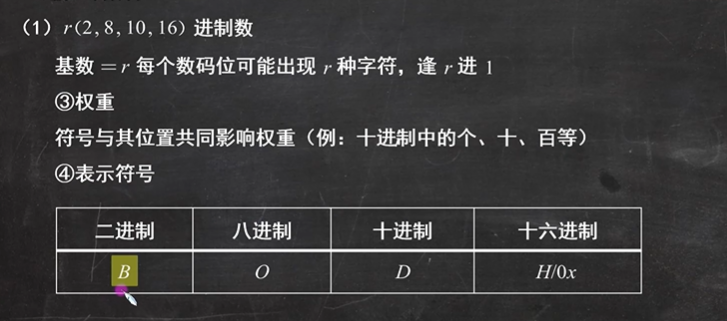 （1）r(2, 8, 10, 16) 进制数
基数 = r 每个数码位可能出现 r 种字符，逢 r 进 1
③权重
符号与其位置共同影响权重（例：十进制中的个、十、百等）
④表示符号
二进制 八进制 十进制 十六进制
B O D H/0x